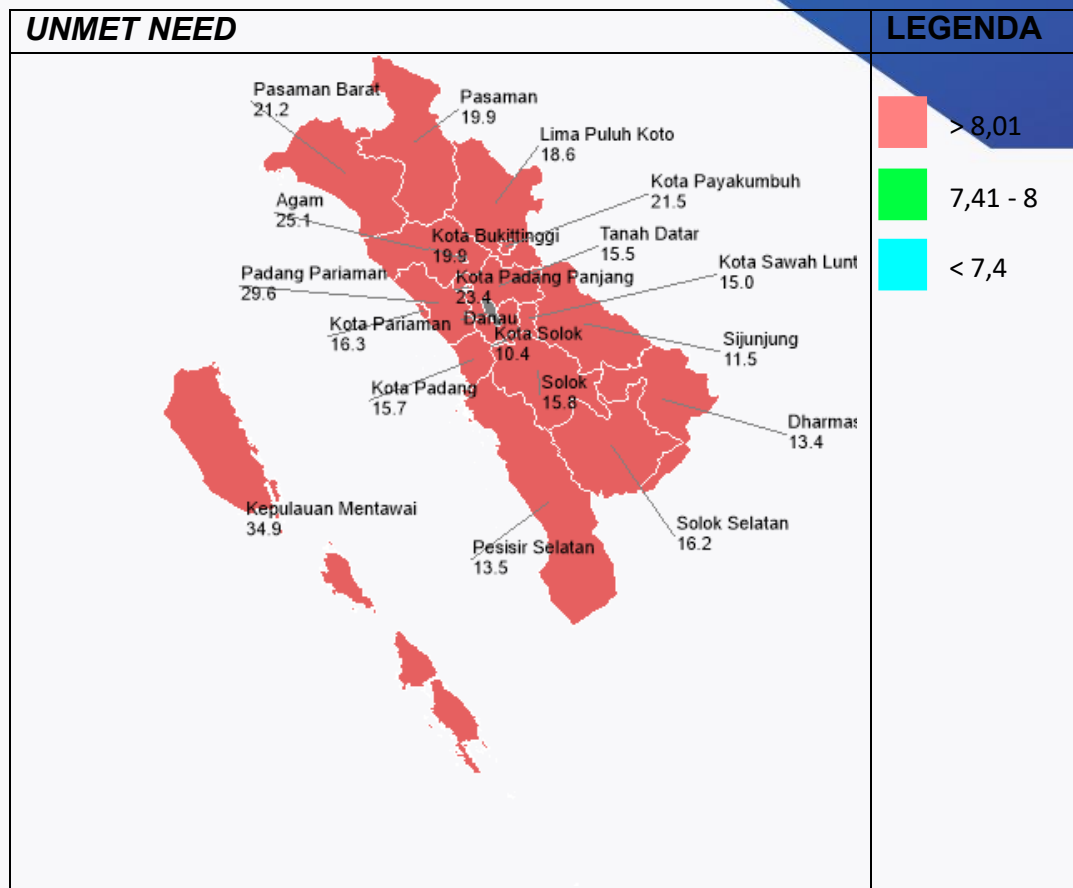 UNMET NEED
LEGENDA
Pasaman Barat
21.2
Pasaman
19.9
Lima Puluh Koto
18.6
Kota Payakumbuh
21.5
Agam
25.1
Kota Bukittinggi
19.9
Tanah Datar
15.5
Kota Sawah Lunt
15.0
Padang Pariaman
29.6
Kota Padang Panjang
23.4
Danau
Kota Pariaman
16.3
Kota Solok
10.4
Sijunjung
11.5
Kota Padang
15.7
Solok
15.8
Dharmas
13.4
Kepulauan Mentawai
34.9
Solok Selatan
16.2
Pesisir Selatan
13.5
> 8,01
7,41 - 8
< 7,4